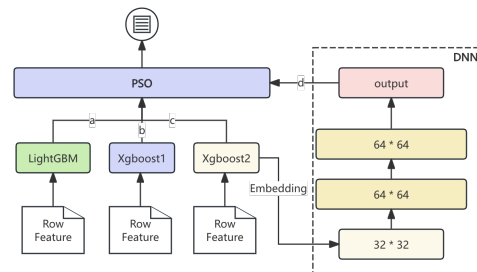 DNN
PSO
d
output
a
b
c
64 * 64
LightGBM
Xgboost1
Xgboost2
64 * 64
Embedding
Row
Feature
Row
Feature
Row
Feature
32 * 32